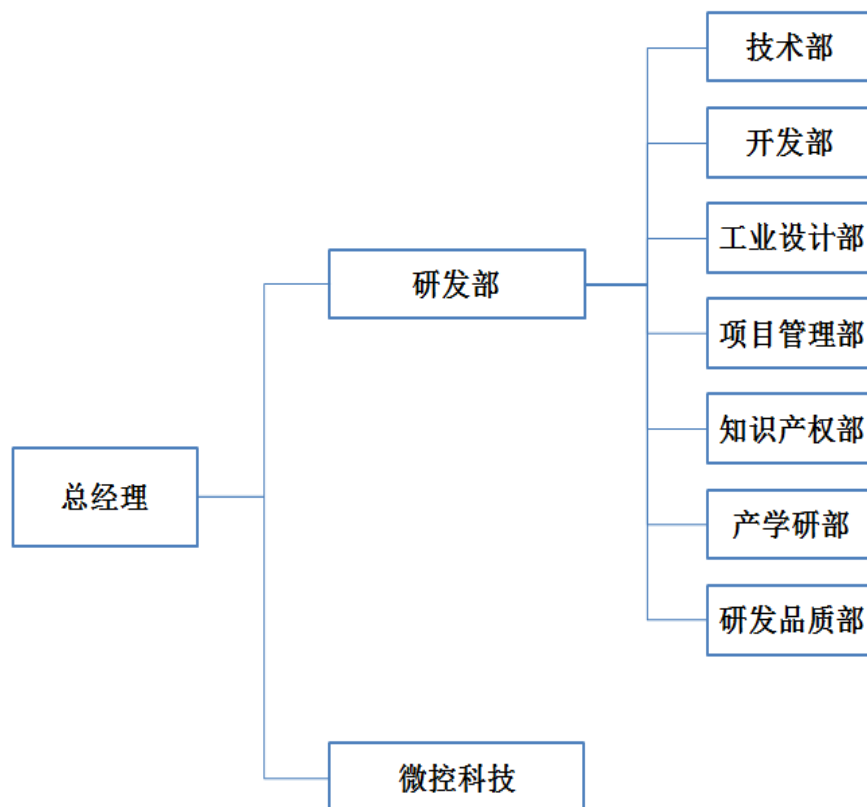 技术部
开发部
工业设计部
研发部
项目管理部
知识产权部
总经理
产学研部
研发品质部
微控科技